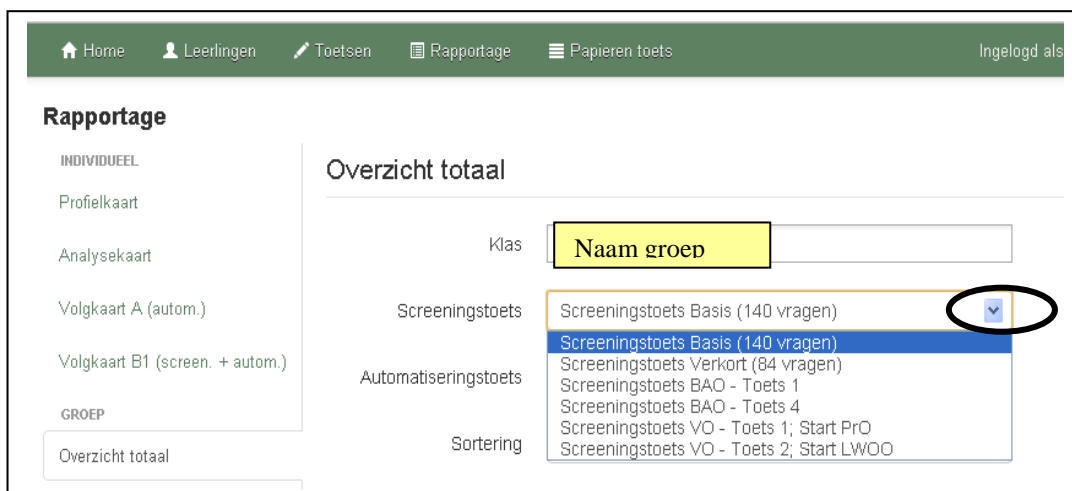 Home Leerlingen Toetsen Rapportage Papieren toets Ingelogd als
Rapportage
INDIVIDUEEL
Profielkaart
Analysekaart
Volgkaart A (autom.)
Volgkaart B1 (screen. + autom.)
GROEP
Overzicht totaal
Overzicht totaal
Klas Naam groep
Screeningstoets Screeningstoets Basis (140 vragen)
Screeningstoets Basis (140 vragen)
Screeningstoets Verkort (84 vragen)
Screeningstoets BAO - Toets 1
Screeningstoets BAO - Toets 4
Screeningstoets VO - Toets 1; Start PrO
Screeningstoets VO - Toets 2; Start LWOO
Automatiseringstoets
Sortering